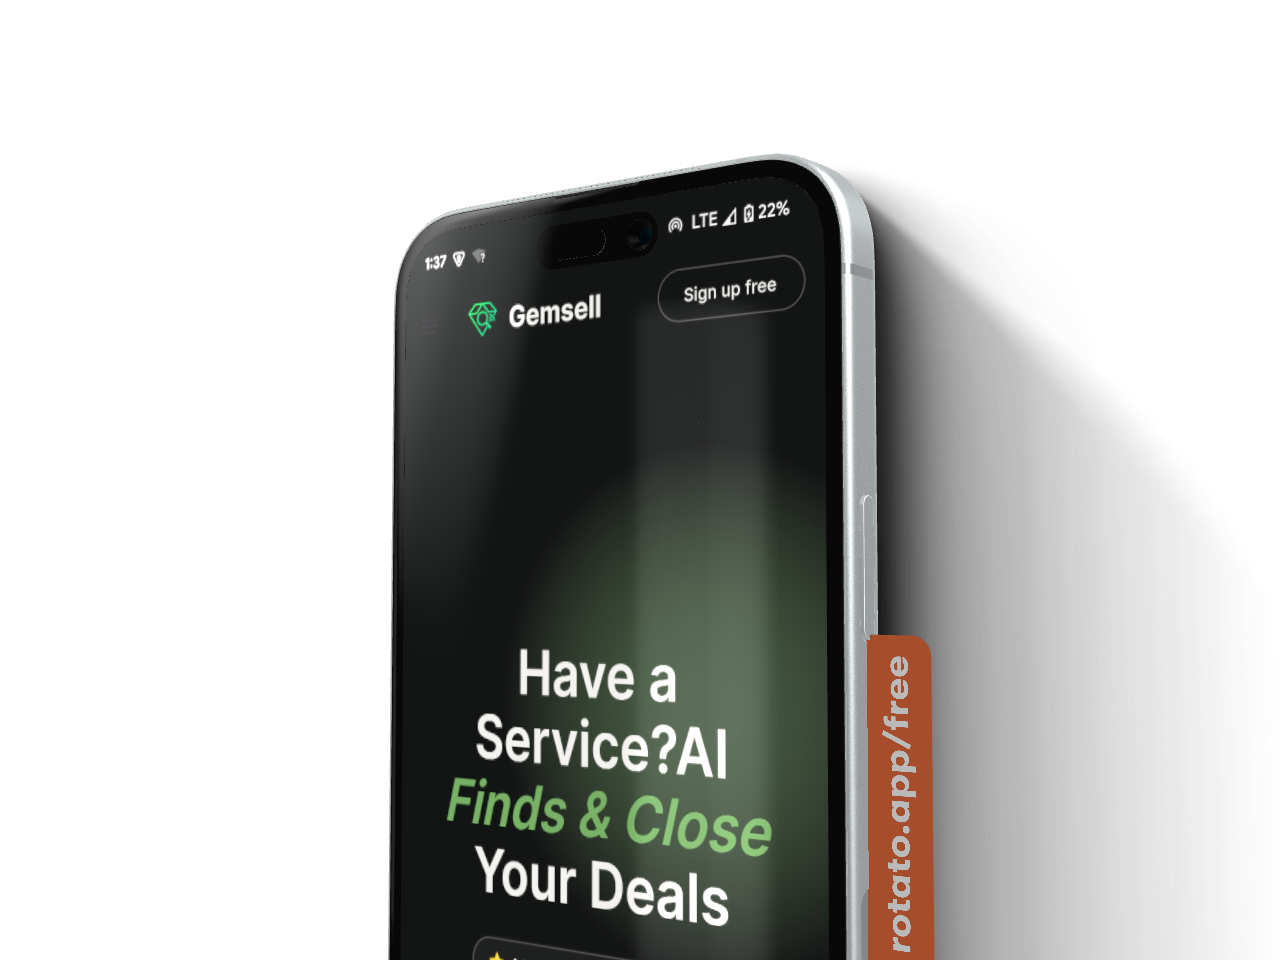 1:37
LTE 22%
Gemsell
Sign up free
Have a
Service?AI
Finds & Close
Your Deals
rotato.app/free